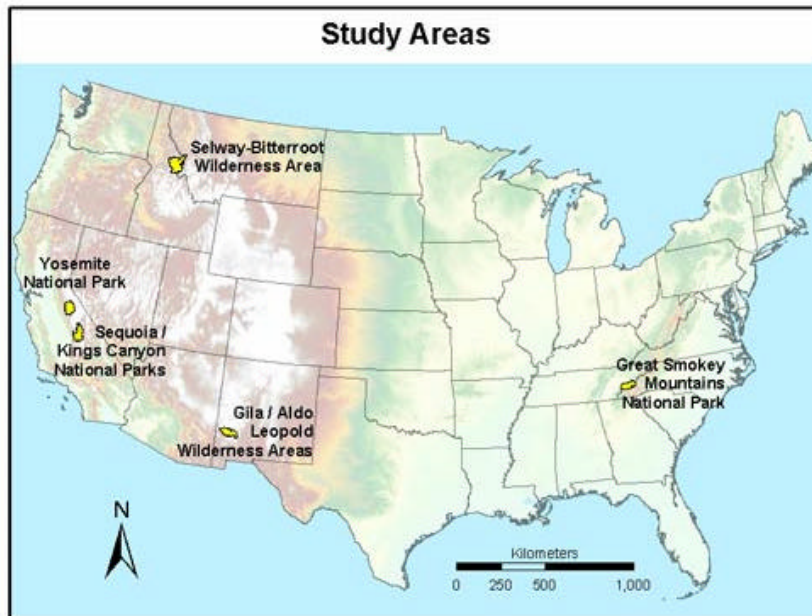 Study Areas
Selway-Bitterroot
Wilderness Area
Yosemite
National Park
Sequoia /
Kings Canyon
National Parks
Great Smokey
Mountains
National Park
Gila / Aldo
Leopold
Wilderness Areas
N
Kilometers
0 250 500 1,000